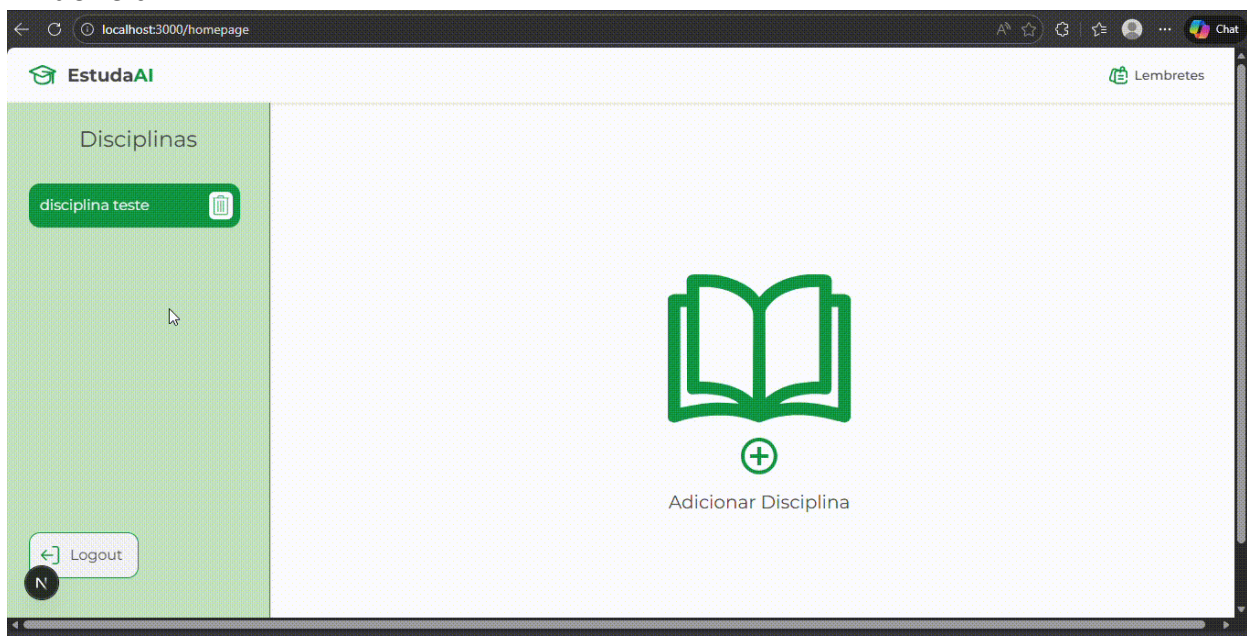 localhost:3000/homepage
Chat
EstudaAI
Lembretes
Disciplinas
disciplina teste
Adicionar Disciplina
Logout
N